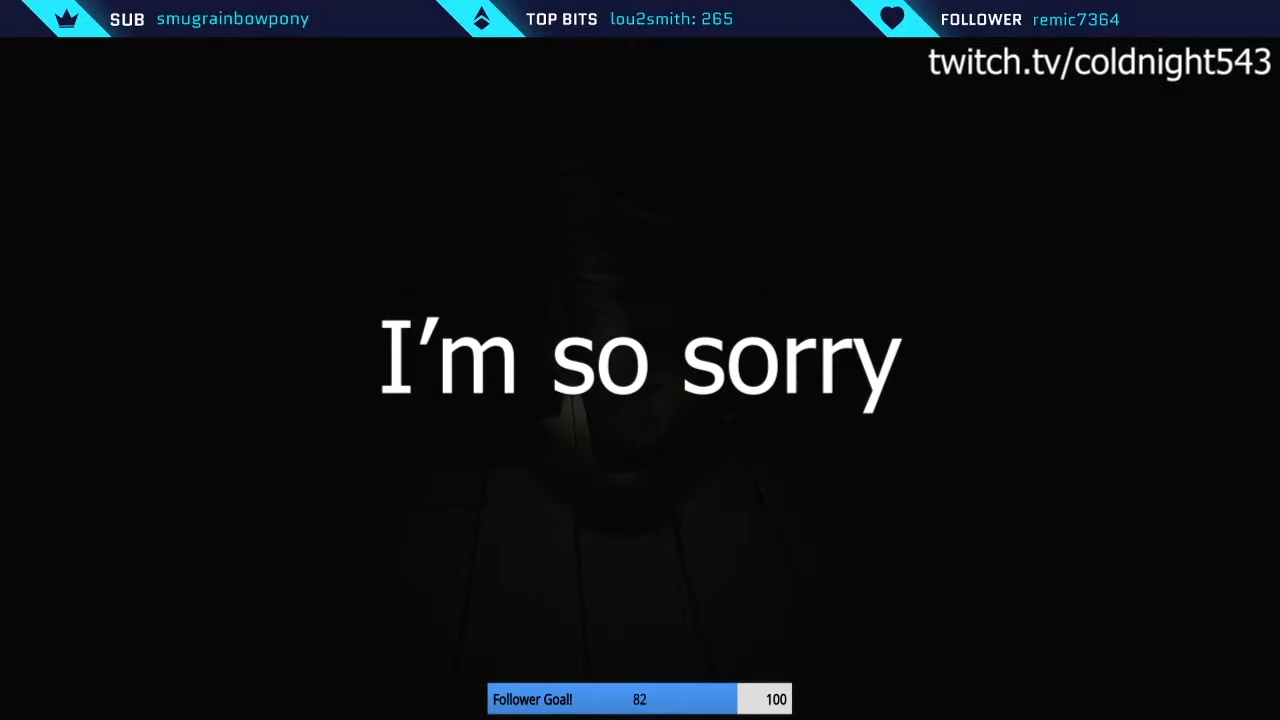 SUB smugrainbowpony TOP BITS lou2smith: 265 FOLLOWER remic7364
twitch.tv/coldnight543
I'm so sorry
Follower Goal! 82 100